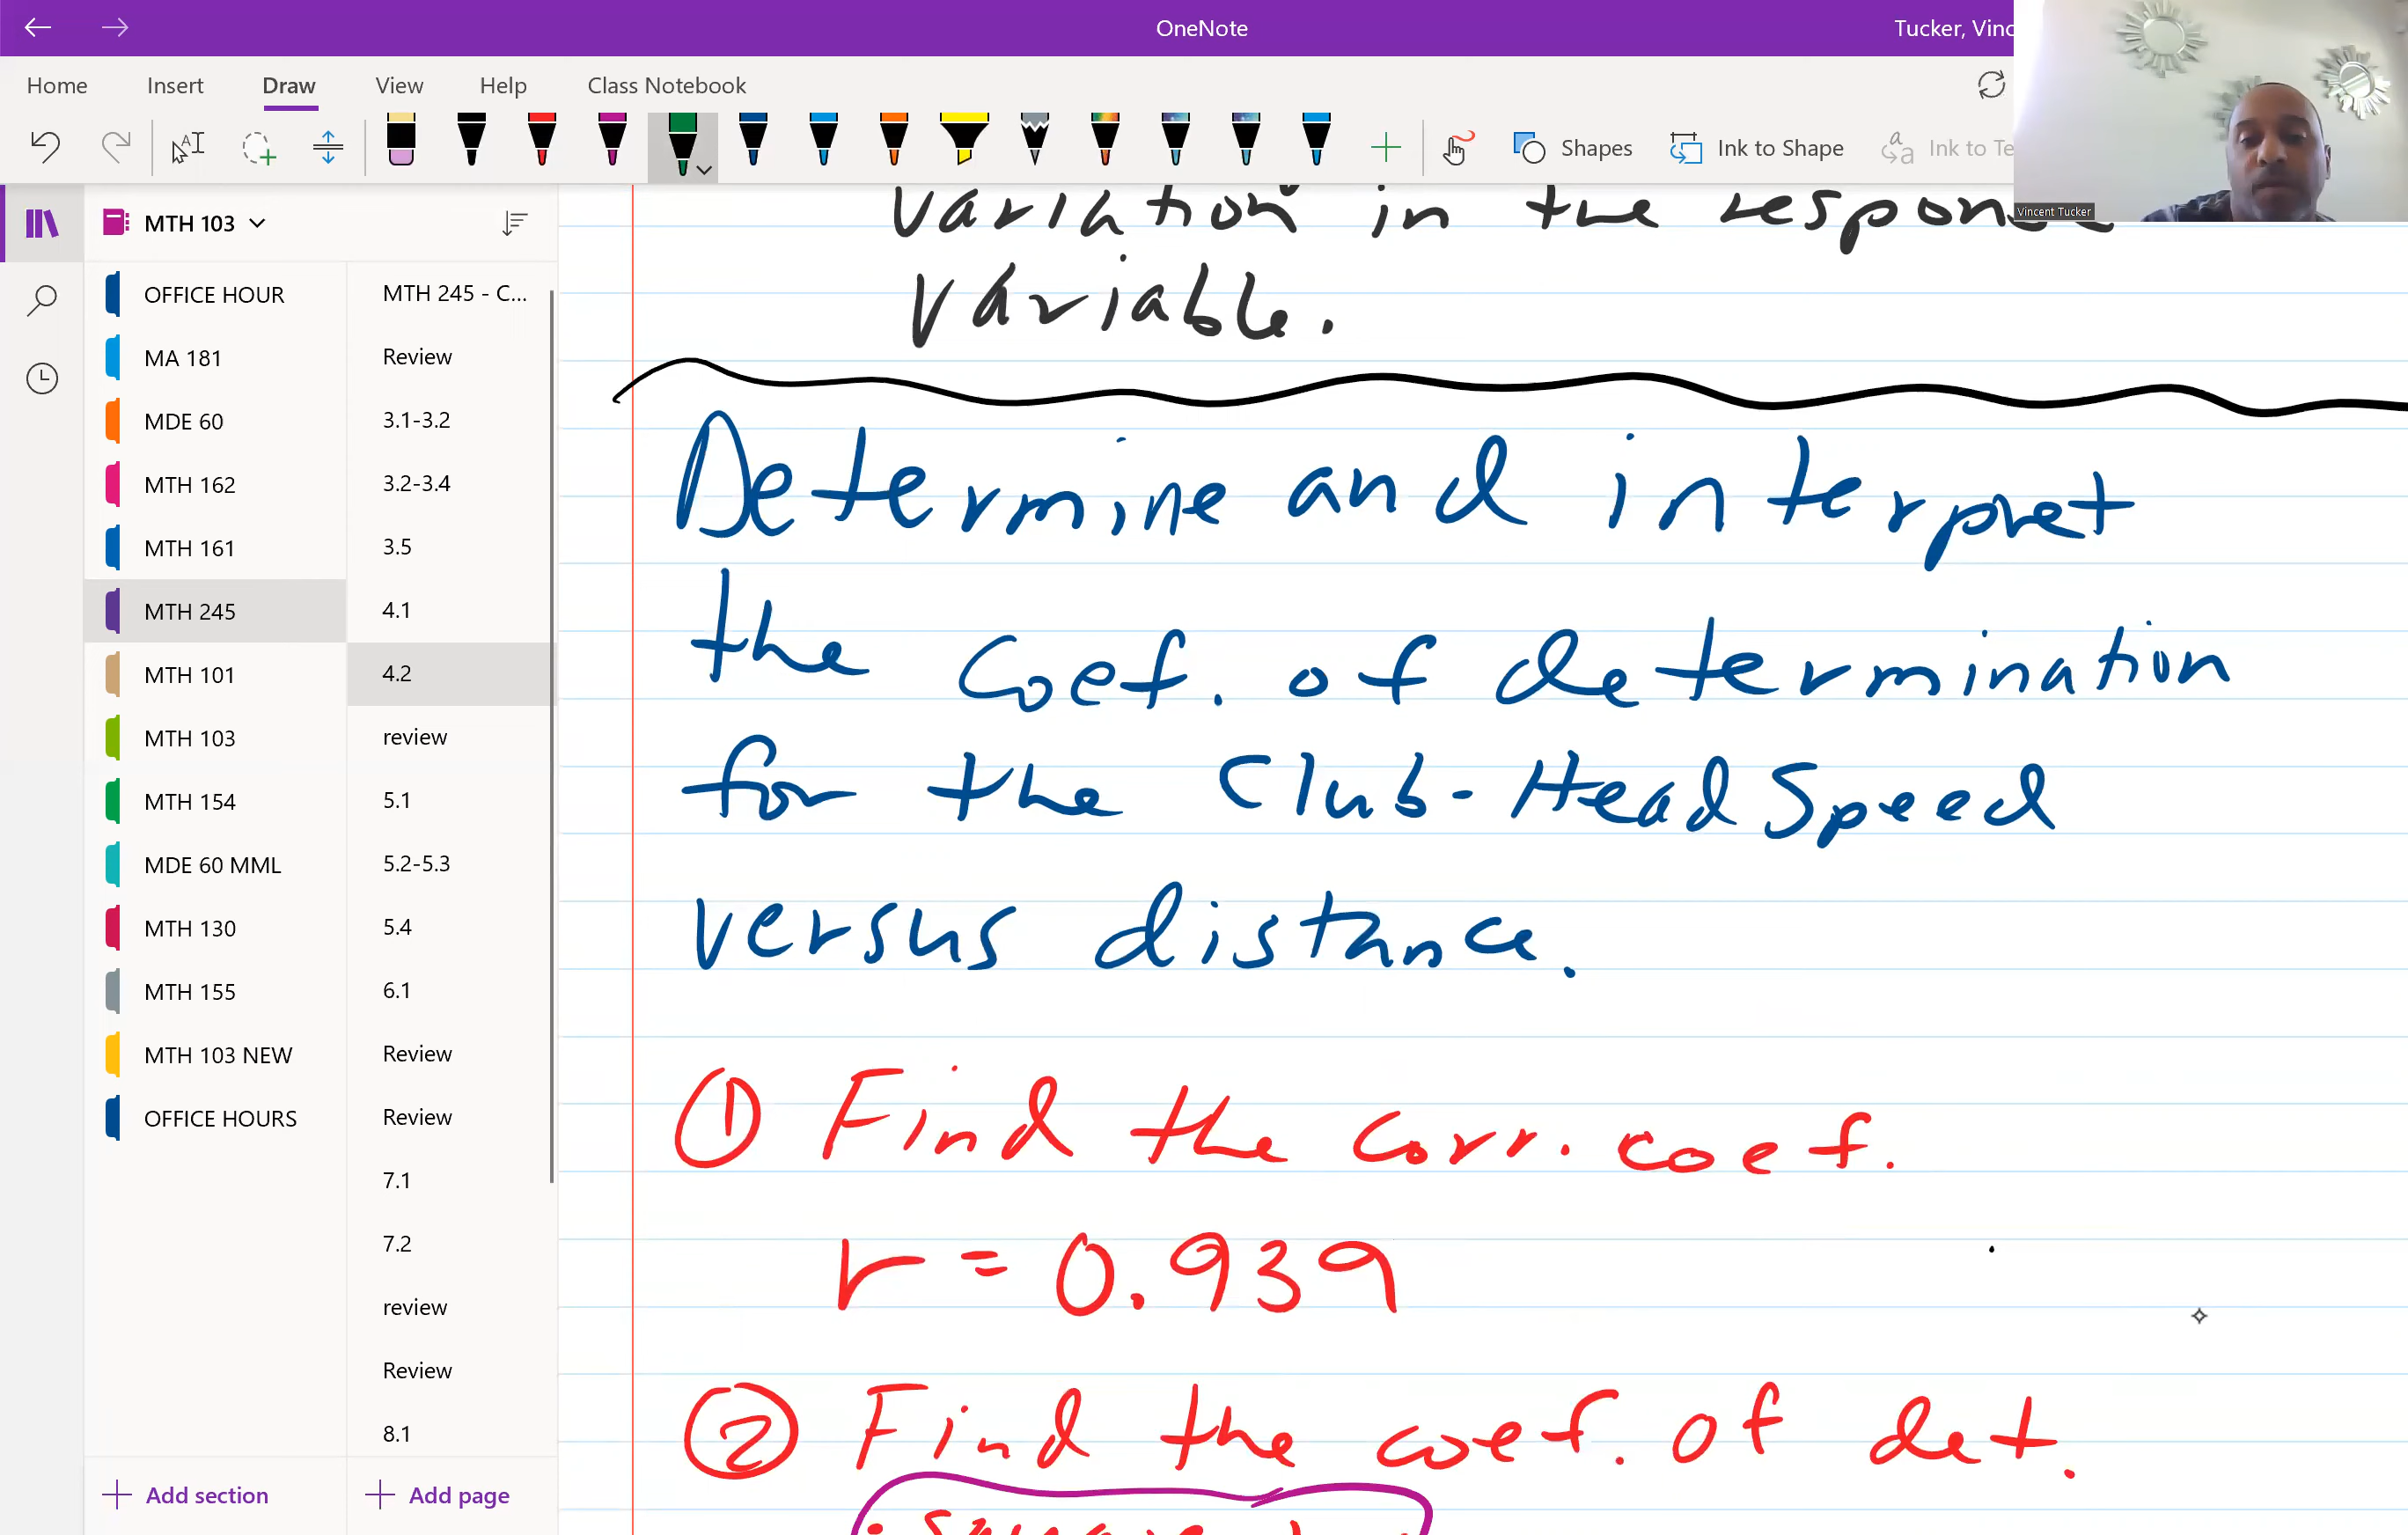 OneNote
Tucker, Vinc
Home Insert Draw View Help Class Notebook
Shapes Ink to Shape Ink to Te
Vincent Tucker
MTH 103
OFFICE HOUR
MA 181
MDE 60
MTH 162
MTH 161
MTH 245
MTH 101
MTH 103
MTH 154
MDE 60 MML
MTH 130
MTH 155
MTH 103 NEW
OFFICE HOURS
Add section
MTH 245 - C...
Review
3.1-3.2
3.2-3.4
3.5
4.1
4.2
review
5.1
5.2-5.3
5.4
6.1
Review
Review
7.1
7.2
review
Review
8.1
Add page
variation in the response
variable.
Determine and interpret
the coef. of determination
for the Club-Head Speed
versus distance.
① Find the corr. coef.
r = 0.939
② Find the coef. of det.